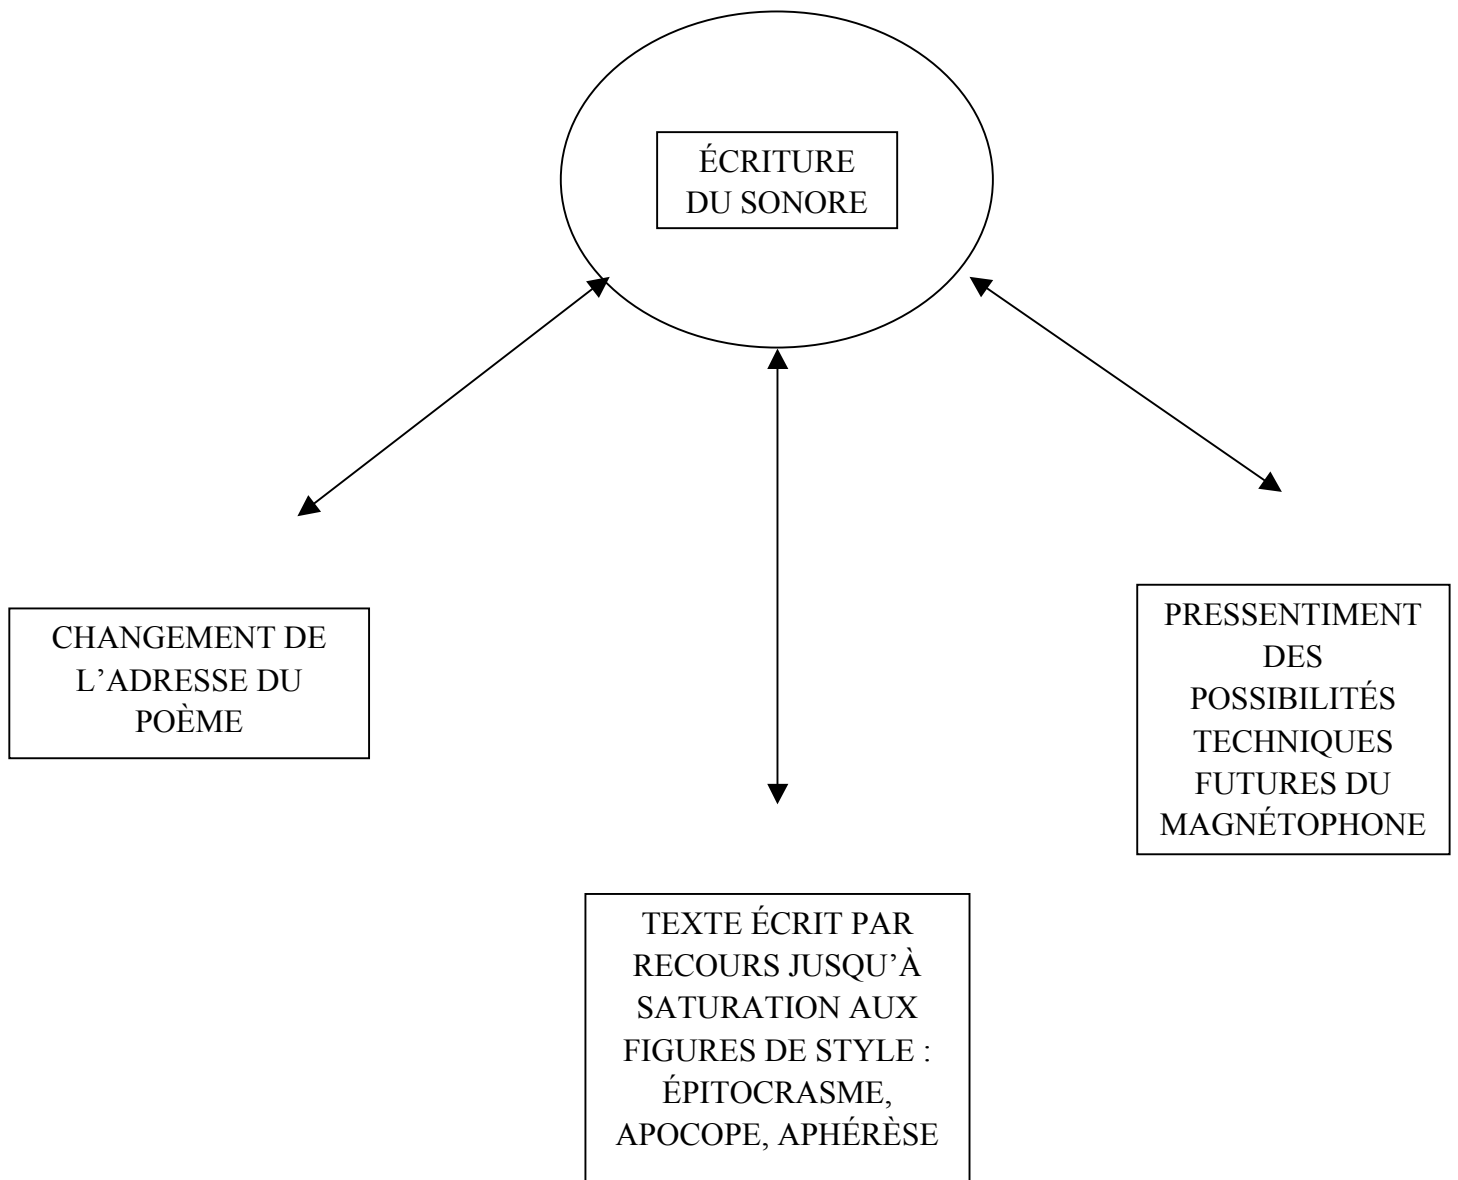 ÉCRITURE
DU SONORE
CHANGEMENT DE
L’ADRESSE DU
POÈME
PRESSENTIMENT
DES
POSSIBILITÉS
TECHNIQUES
FUTURES DU
MAGNÉTOPHONE
TEXTE ÉCRIT PAR
RECOURS JUSQU’À
SATURATION AUX
FIGURES DE STYLE :
ÉPITOCRASME,
APOCOPE, APHÉRÈSE